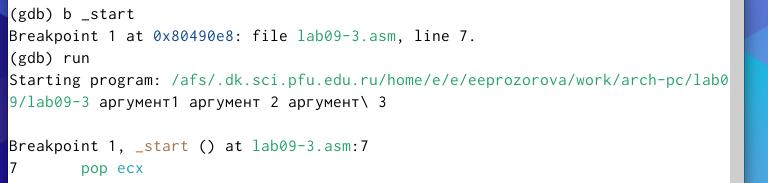 (gdb) b _start
Breakpoint 1 at 0x80490e8: file lab09-3.asm, line 7.
(gdb) run
Starting program: /afs/.dk.sci.pfu.edu.ru/home/e/e/eeprozorova/work/arch-pc/lab0
9/lab09-3 аргумент1 аргумент 2 аргумент\ 3
Breakpoint 1, _start () at lab09-3.asm:7
7 pop ecx